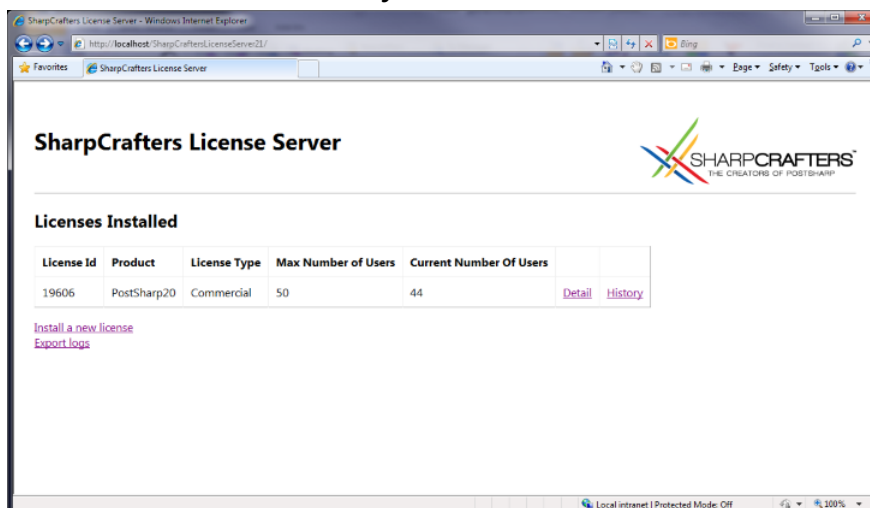 SharpCrafters License Server - Windows Internet Explorer
http://localhost/SharpCraftersLicenseServer21/
Bing
Favorites
SharpCrafters License Server
Page
Safety
Tools
SharpCrafters License Server
SHARPCRAFTERS™
THE CREATORS OF POSTSHARP
Licenses Installed
License Id Product License Type Max Number of Users Current Number Of Users
19606 PostSharp20 Commercial 50 44 Detail History
Install a new license
Export logs
Local intranet | Protected Mode: Off
100%